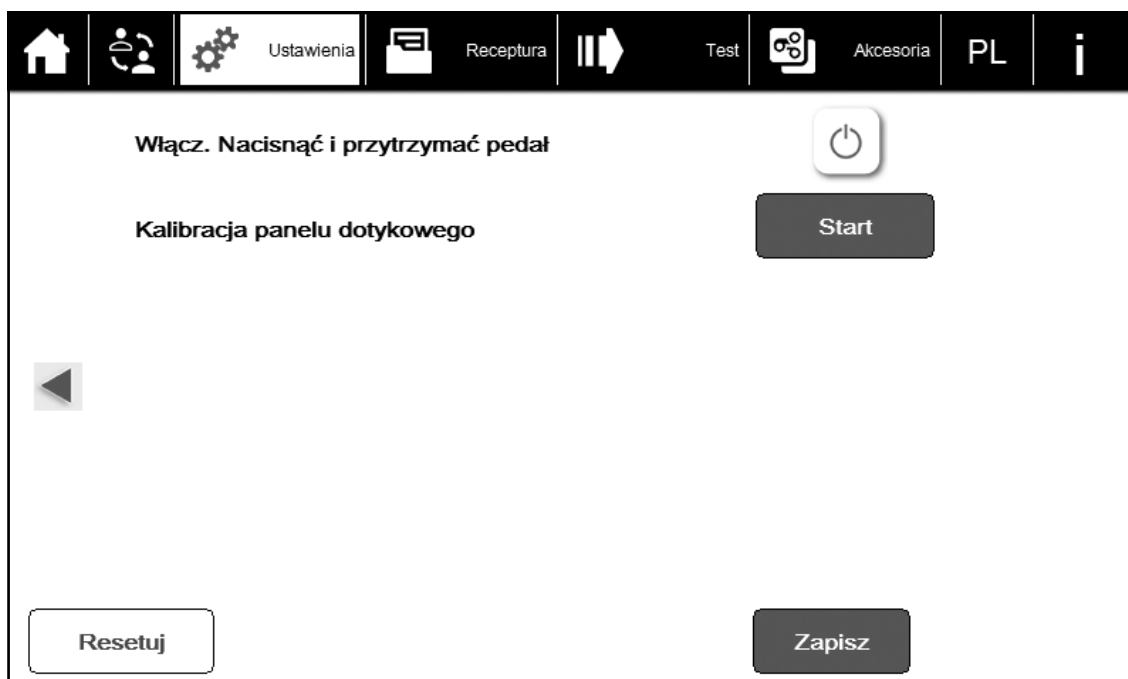 Ustawienia
Receptura
Test
Akcesoria
PL
i
Włącz. Nacisnąć i przytrzymać pedał
Kalibracja panelu dotykowego
Start
Resetuj
Zapisz